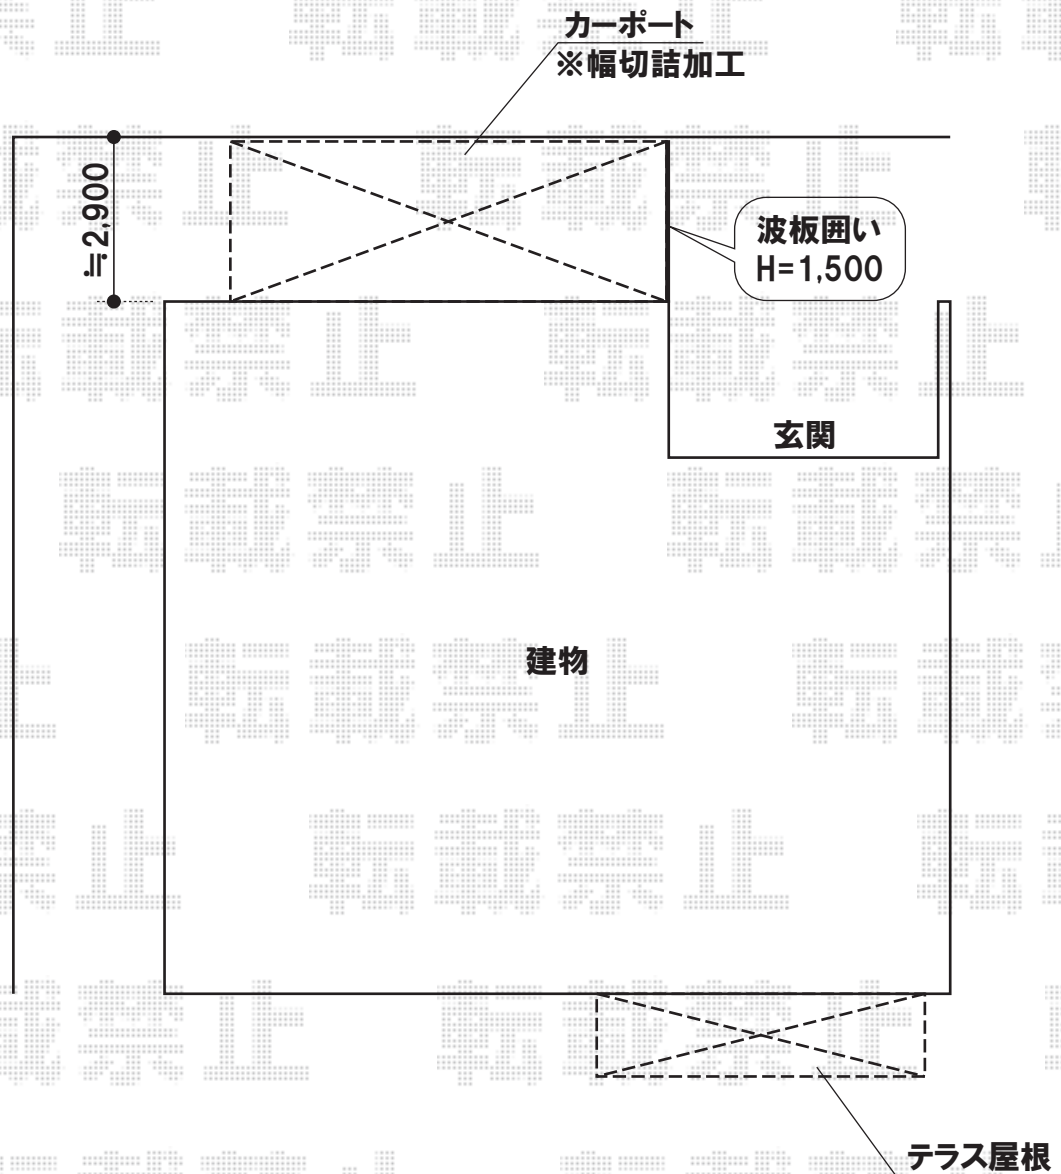 カーポート
※幅切詰加工
≒2,900
波板囲い
H=1,500
玄関
建物
テラス屋根
転載禁止